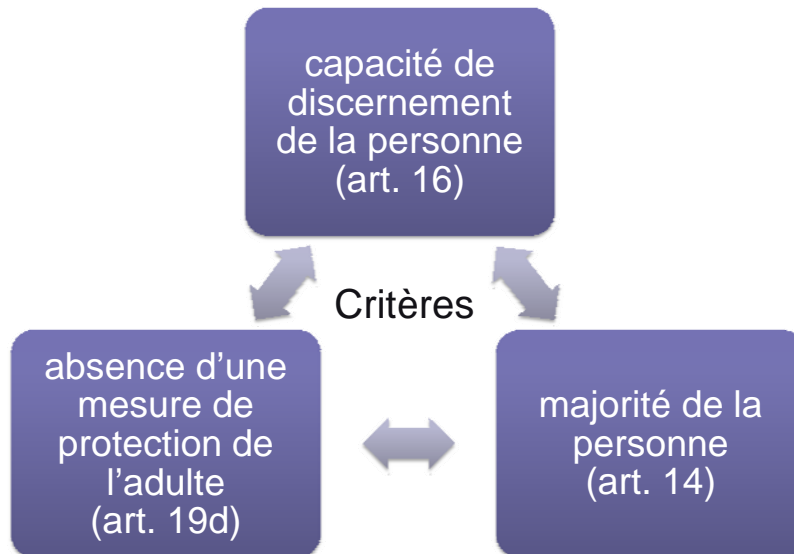 capacité de
discernement
de la personne
(art. 16)
Critères
absence d’une
mesure de
protection de
l’adulte
(art. 19d)
majorité de la
personne
(art. 14)